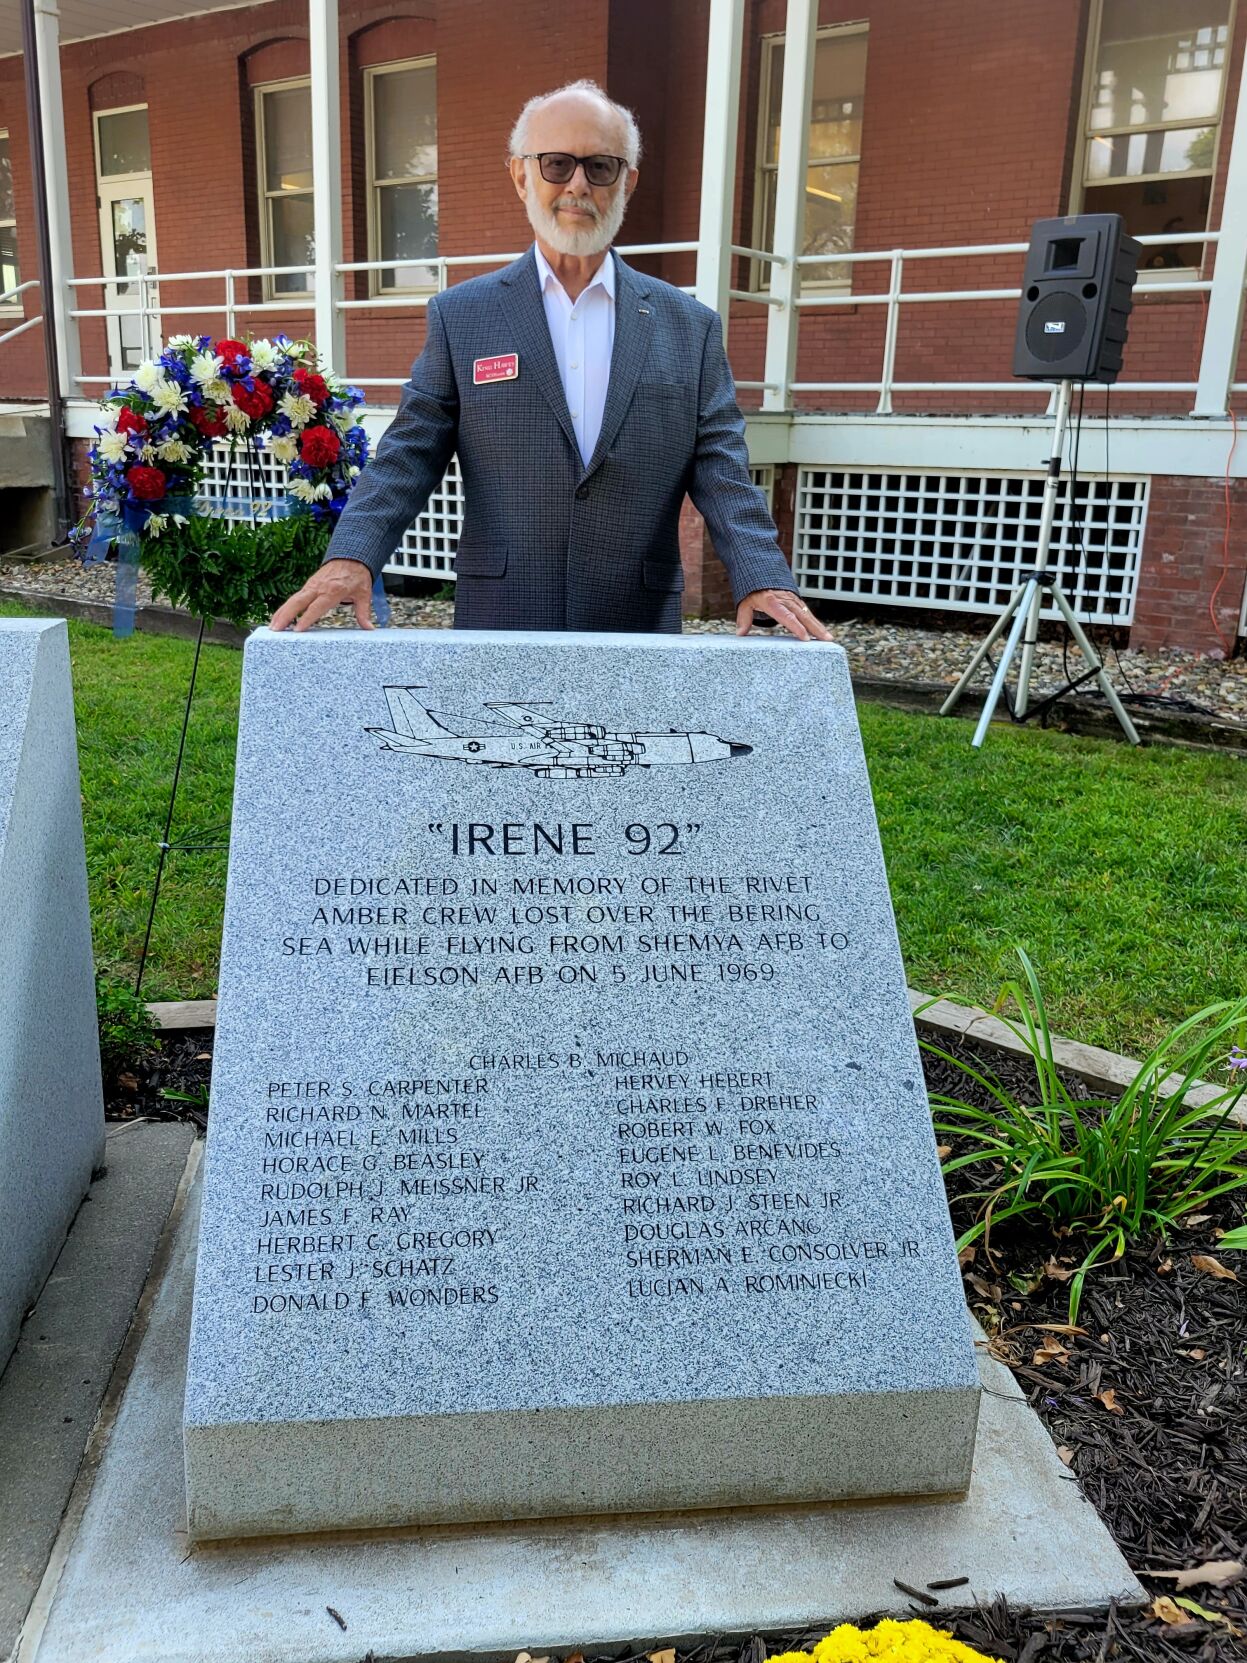 KING HAWES
U.S. AIR
"IRENE 92"
DEDICATED IN MEMORY OF THE RIVET
AMBER CREW LOST OVER THE BERING
SEA WHILE FLYING FROM SHEMYA AFB TO
EIELSON AFB ON 5 JUNE 1969
CHARLES B. MICHAUD
PETER S. CARPENTER
RICHARD N. MARTEL
MICHAEL E. MILLS
HORACE G. BEASLEY
RUDOLPH J. MEISSNER JR
JAMES F. RAY
HERBERT C. GREGORY
LESTER J. SCHATZ
DONALD F. WONDERS
HERVEY HEBERT
CHARLES F. DREHER
ROBERT W. FOX
EUGENE L. BENEVIDES
ROY L. LINDSEY
RICHARD J. STEEN JR
DOUGLAS ARCANO
SHERMAN E. CONSOLVER JR
LUCIAN A. ROMINIECKI